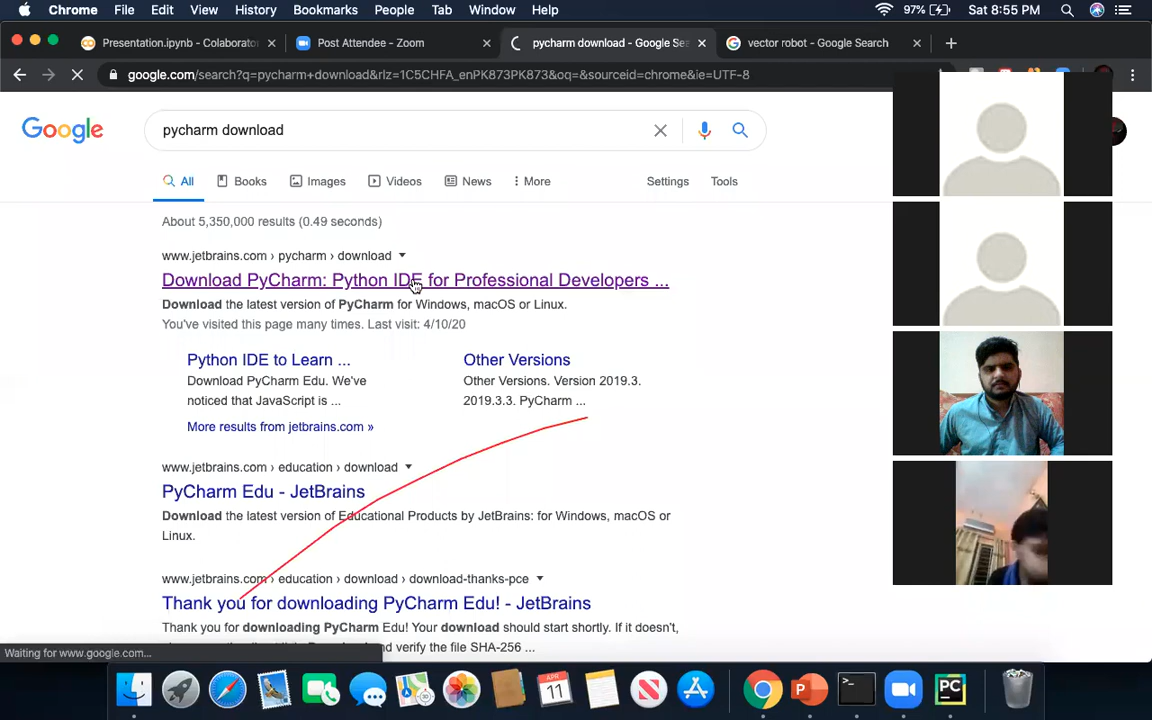 Chrome File Edit View History Bookmarks People Tab Window Help 97% Sat 8:55 PM
Presentation.ipynb - Colaborato Post Attendee - Zoom pycharm download - Google Sea vector robot - Google Search
google.com/search?q=pycharm+download&rlz=1C5CHFA_enPK873PK873&oq=&sourceid=chrome&ie=UTF-8
Google pycharm download
All Books Images Videos News More Settings Tools
About 5,350,000 results (0.49 seconds)
www.jetbrains.com › pycharm › download
Download PyCharm: Python IDE for Professional Developers ...
Download the latest version of PyCharm for Windows, macOS or Linux.
You've visited this page many times. Last visit: 4/10/20
Python IDE to Learn ...
Download PyCharm Edu. We've
noticed that JavaScript is ...
Other Versions
Other Versions. Version 2019.3.
2019.3.3. PyCharm ...
More results from jetbrains.com »
www.jetbrains.com › education › download
PyCharm Edu - JetBrains
Download the latest version of Educational Products by JetBrains: for Windows, macOS or
Linux.
www.jetbrains.com › education › download › download-thanks-pce
Thank you for downloading PyCharm Edu! - JetBrains
Thank you for downloading PyCharm Edu! Your download should start shortly. If it doesn't,
and verify the file SHA-256 ...
Waiting for www.google.com...
APR
11
PC